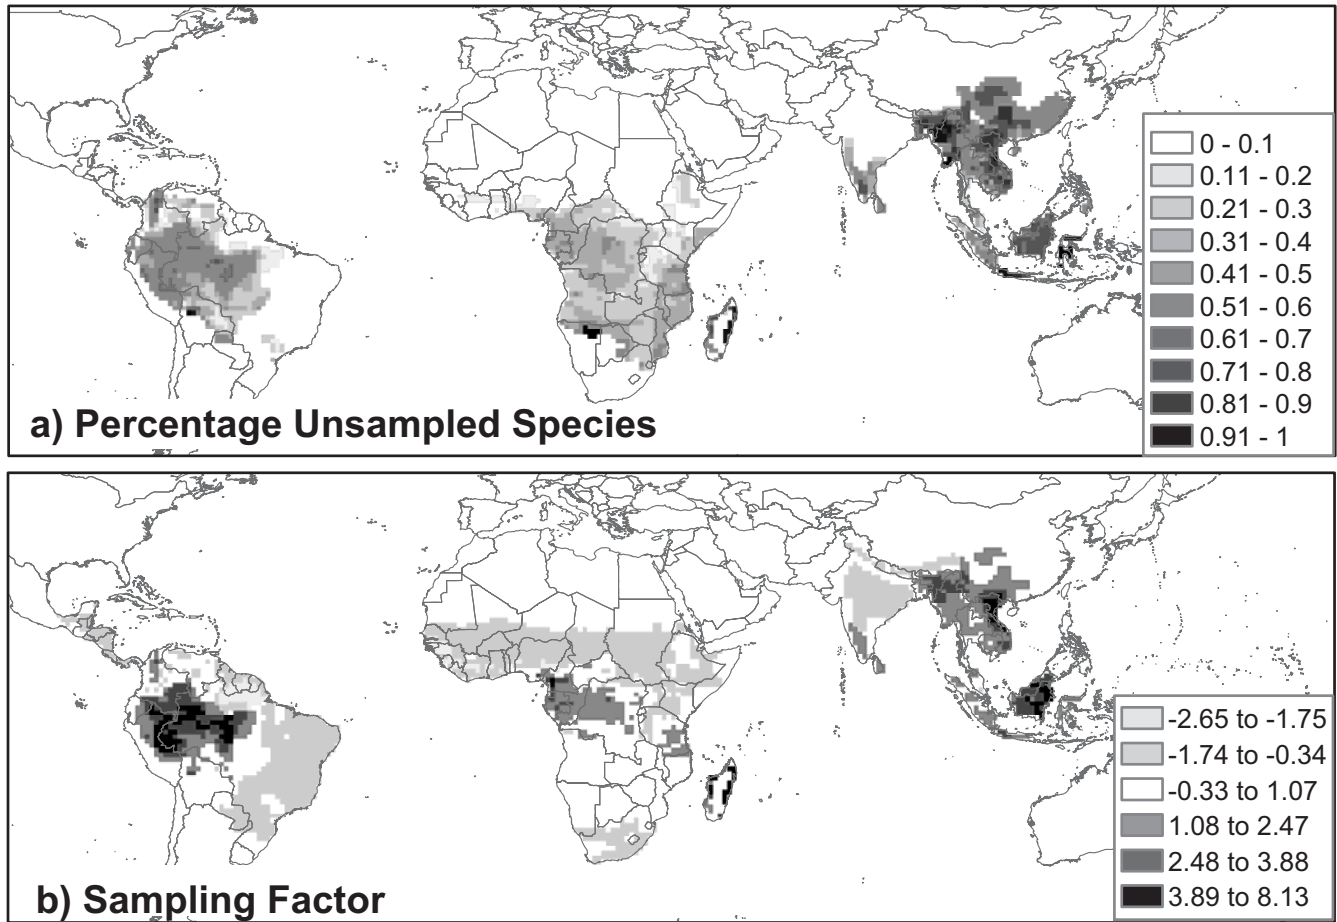 0 - 0.1
0.11 - 0.2
0.21 - 0.3
0.31 - 0.4
0.41 - 0.5
0.51 - 0.6
0.61 - 0.7
0.71 - 0.8
0.81 - 0.9
0.91 - 1
a) Percentage Unsampled Species
-2.65 to -1.75
-1.74 to -0.34
-0.33 to 1.07
1.08 to 2.47
2.48 to 3.88
3.89 to 8.13
b) Sampling Factor